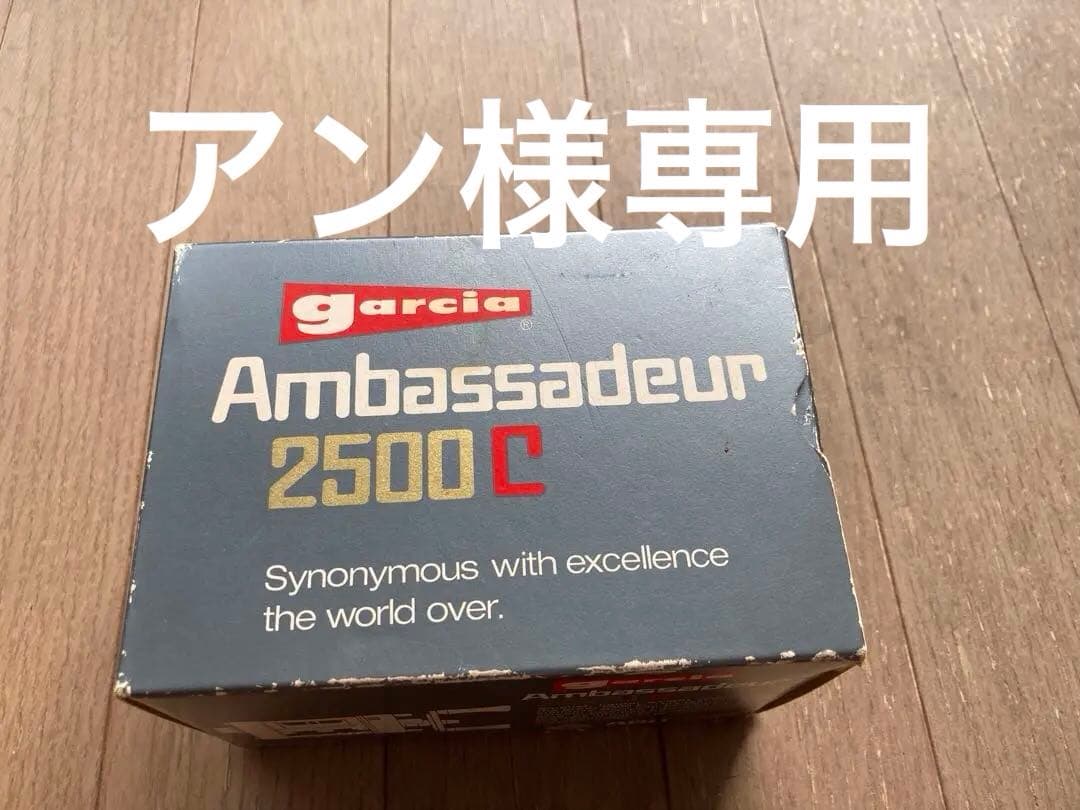 アン様専用
garcia®
Ambassadeur
2500 C
Synonymous with excellence
the world over.
garcia
Ambassadeur